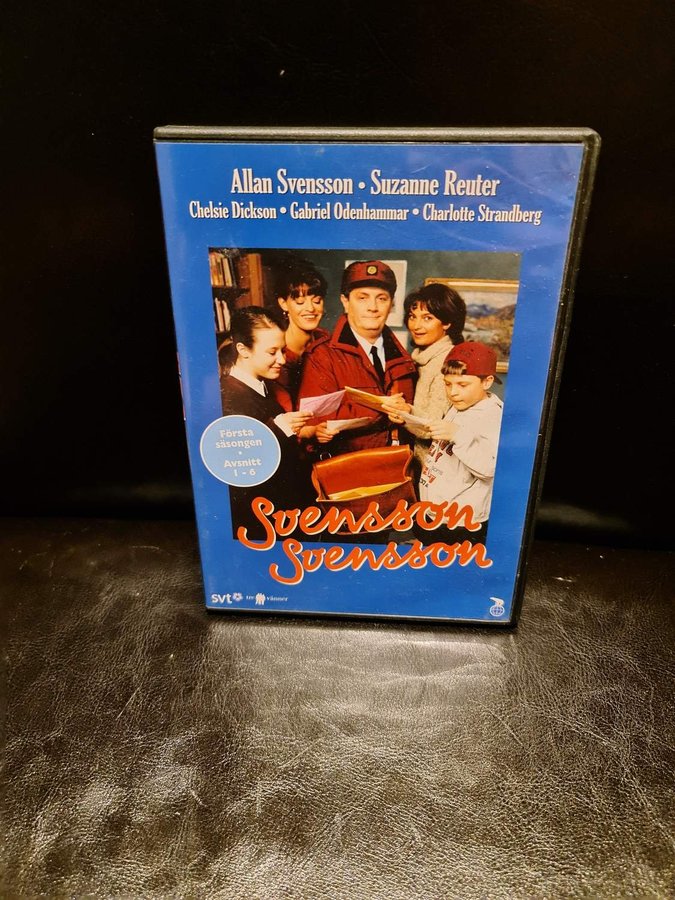 Allan Svensson • Suzanne Reuter
Chelsie Dickson • Gabriel Odenhammar • Charlotte Strandberg
Första
säsongen
•
Avsnitt
1 - 6
Svensson
Svensson
svt tre vänner